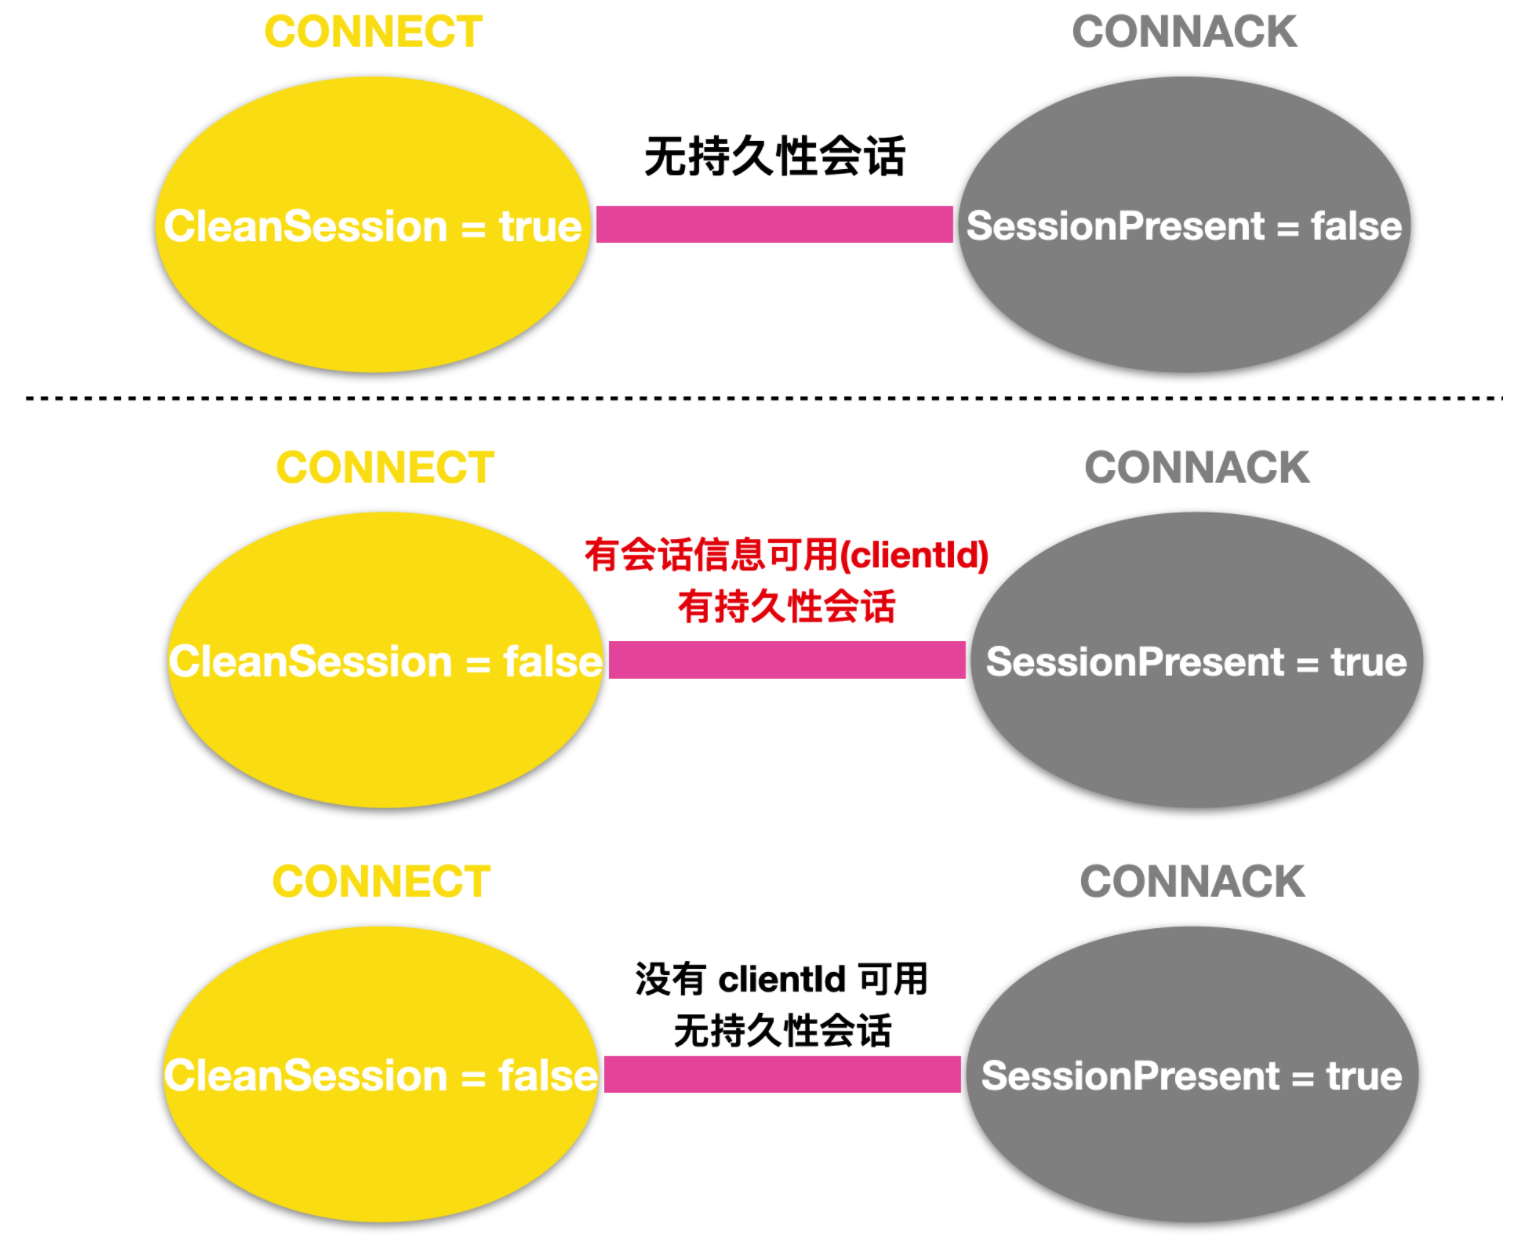 CONNECT
CONNACK
无持久性会话
CleanSession = true
SessionPresent = false
CONNECT
CONNACK
有会话信息可用(clientId)
有持久性会话
CleanSession = false
SessionPresent = true
CONNECT
CONNACK
没有 clientId 可用
无持久性会话
CleanSession = false
SessionPresent = true